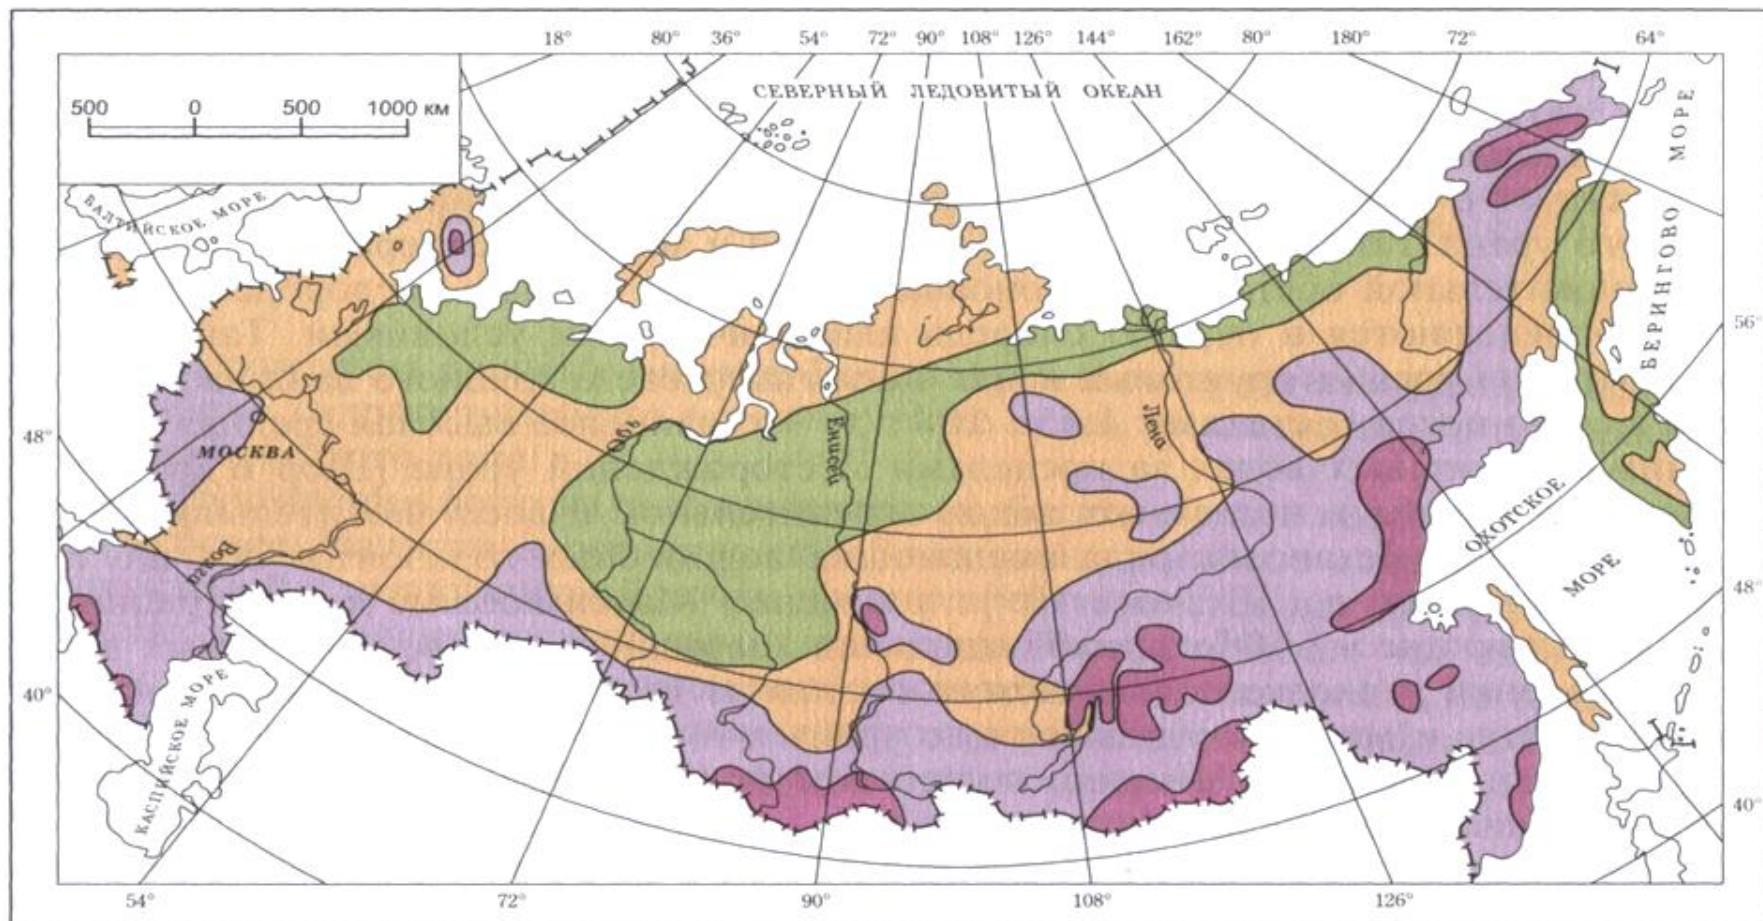 18° 80° 36° 54° 72° 90° 108° 126° 144° 162° 80° 180° 72° 64°
500 0 500 1000 км
СЕВЕРНЫЙ ЛЕДОВИТЫЙ ОКЕАН
БАЛТИЙСКОЕ МОРЕ
БЕРИНГОВО МОРЕ
56°
Обь
Енисей
Лена
48°
МОСКВА
Волга
ОХОТСКОЕ
МОРЕ
48°
40°
КАСПИЙСКОЕ МОРЕ
40°
54° 72° 90° 108° 126°